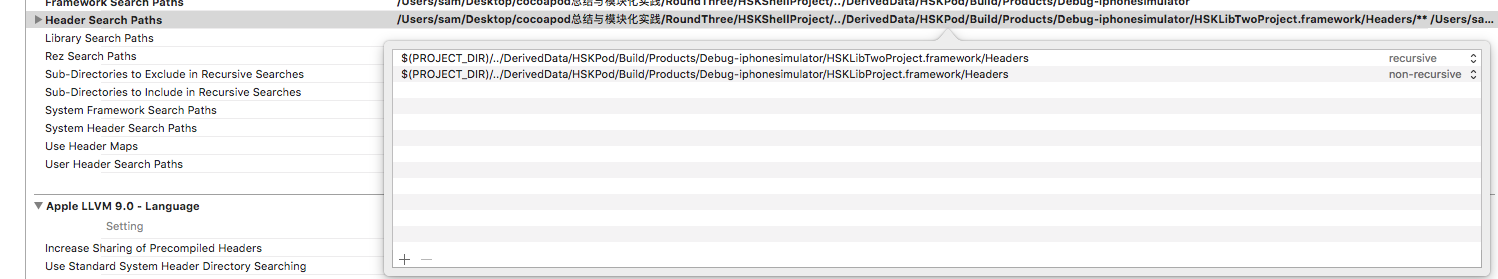 Framework Search Paths /Users/sam/Desktop/cocoapod总结与模块化实践/RoundThree/HSKShellProject/../DerivedData/HSKPod/Build/Products/Debug-iphonesimulator
Header Search Paths /Users/sam/Desktop/cocoapod总结与模块化实践/RoundThree/HSKShellProject/../DerivedData/HSKPod/Build/Products/Debug-iphonesimulator/HSKLibTwoProject.framework/Headers/** /Users/sa...
Library Search Paths
Rez Search Paths
$(PROJECT_DIR)/../DerivedData/HSKPod/Build/Products/Debug-iphonesimulator/HSKLibTwoProject.framework/Headers recursive
Sub-Directories to Exclude in Recursive Searches
$(PROJECT_DIR)/../DerivedData/HSKPod/Build/Products/Debug-iphonesimulator/HSKLibProject.framework/Headers non-recursive
Sub-Directories to Include in Recursive Searches
System Framework Search Paths
System Header Search Paths
Use Header Maps
User Header Search Paths
Apple LLVM 9.0 - Language
Setting
Increase Sharing of Precompiled Headers
Use Standard System Header Directory Searching